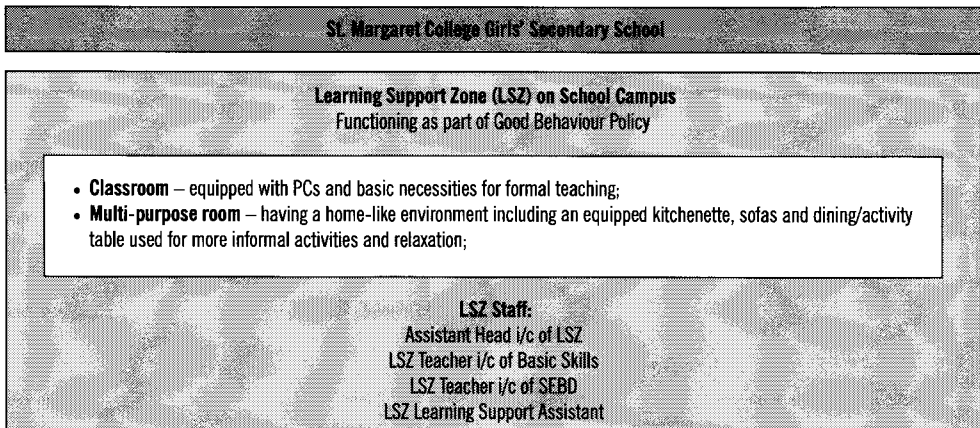 St. Margaret College Girls' Secondary School
Learning Support Zone (LSZ) on School Campus
Functioning as part of Good Behaviour Policy
• Classroom – equipped with PCs and basic necessities for formal teaching;
• Multi-purpose room – having a home-like environment including an equipped kitchenette, sofas and dining/activity
table used for more informal activities and relaxation;
LSZ Staff:
Assistant Head i/c of LSZ
LSZ Teacher i/c of Basic Skills
LSZ Teacher i/c of SEBD
LSZ Learning Support Assistant